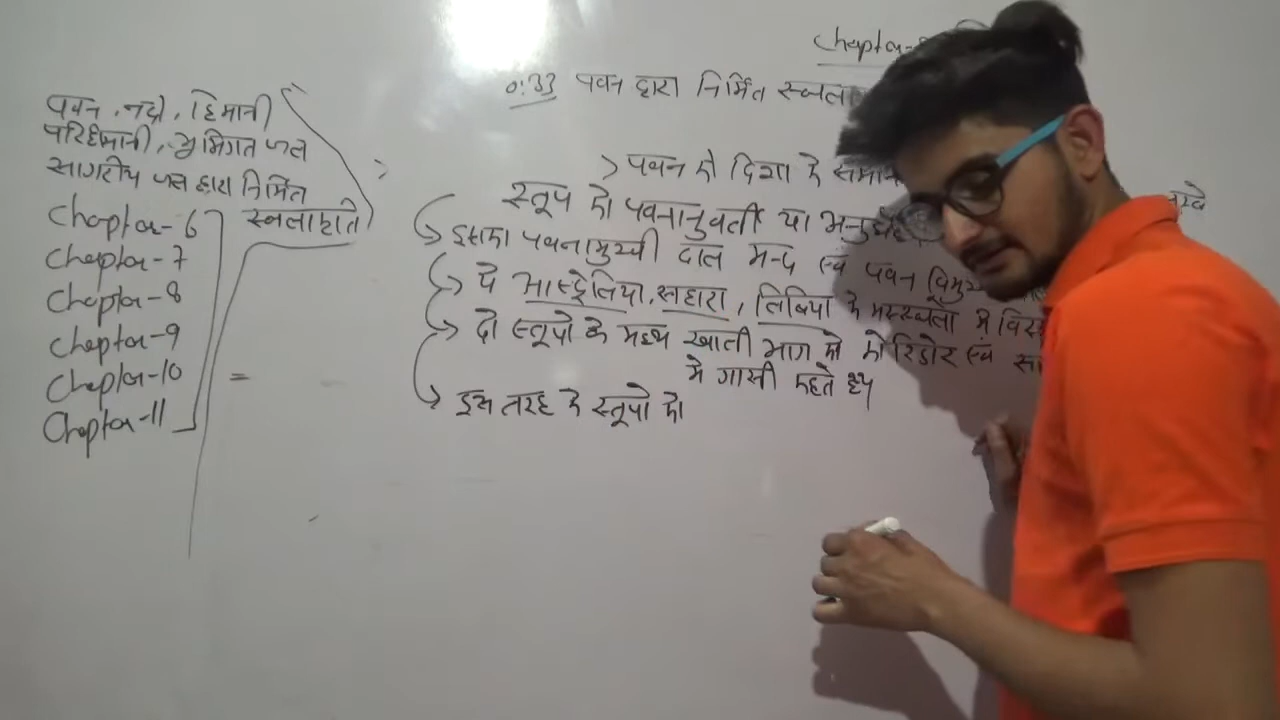 Chapter-
0:33 पवन द्वारा निर्मित स्थला
पवन, नदी, हिमानी
परिहिमानी, भूमिगत जल
सागरीय जल द्वारा निर्मित
स्थलाकृति
Chapter-6
Chapter-7
Chapter-8
Chapter-9
Chapter-10
Chapter-11
=
> पवन की दिशा के समान
स्तूप को पवनानुवर्ती या अनुदैर्ध्य
इसका पवनामुखी ढाल मन्द एवं पवन विमुख
ये आस्ट्रेलिया, सहारा, लिबिया के मरूस्थलो मे
दो स्तूपो के मध्य खाली भाग को कोरिडोर एवं
मे गासी कहते है
इस तरह के स्तूपो को